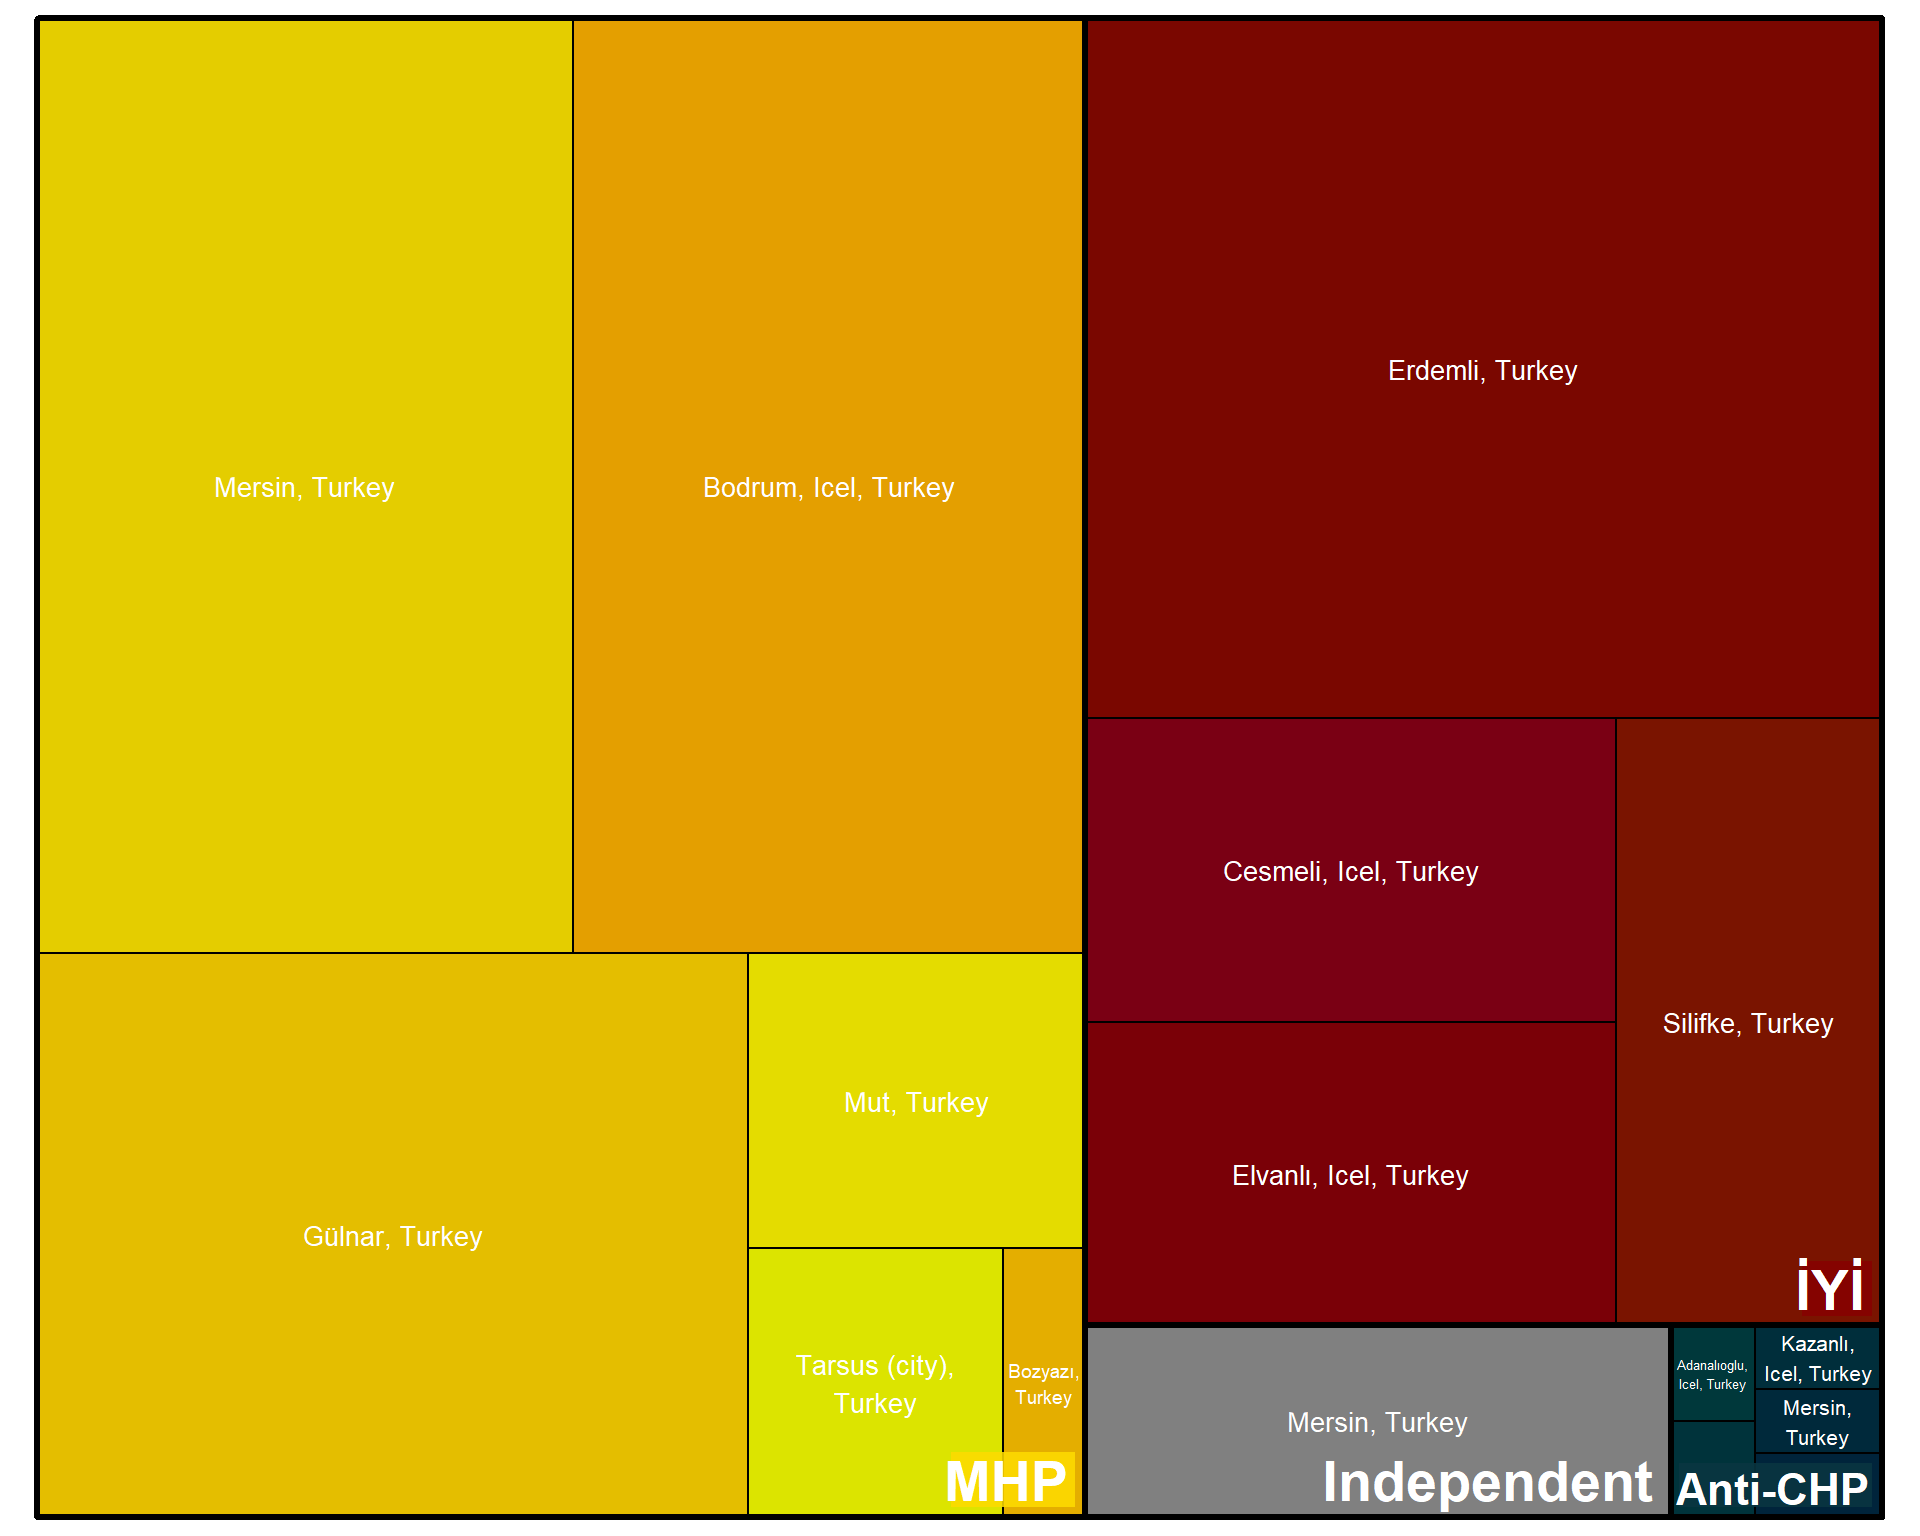 Mersin, Turkey
Bodrum, Icel, Turkey
Gülnar, Turkey
Mut, Turkey
Tarsus (city),
Turkey
Bozyazı,
Turkey
MHP
Erdemli, Turkey
Cesmeli, Icel, Turkey
Elvanlı, Icel, Turkey
Silifke, Turkey
İYİ
Mersin, Turkey
Independent
Adanalıoglu,
Icel, Turkey
Kazanlı,
Icel, Turkey
Mersin,
Turkey
Anti-CHP